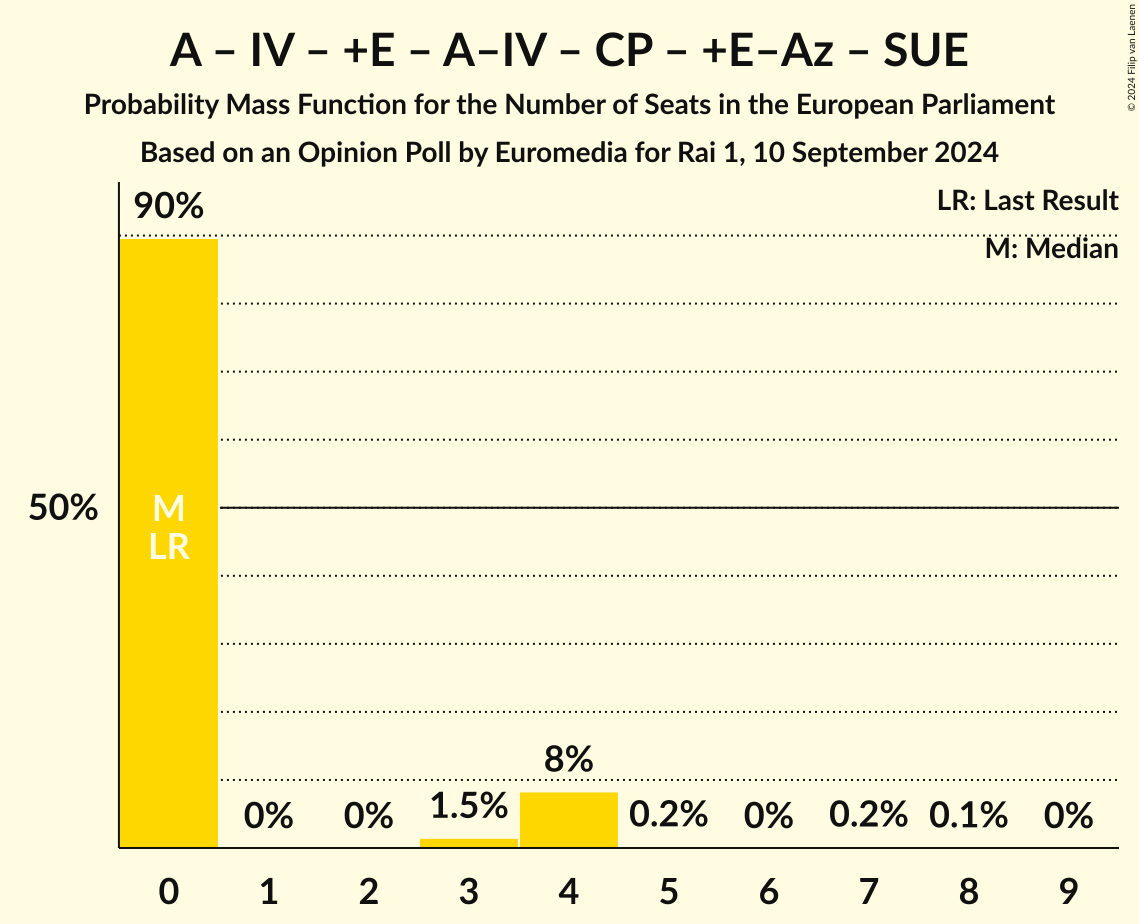 A – IV – +E – A–IV – CP – +E–Az – SUE
Probability Mass Function for the Number of Seats in the European Parliament
Based on an Opinion Poll by Euromedia for Rai 1, 10 September 2024
© 2024 Filip van Laenen
LR: Last Result
M: Median
90%
50%
M
LR
0%
0%
1.5%
8%
0.2%
0%
0.2%
0.1%
0%
0 1 2 3 4 5 6 7 8 9